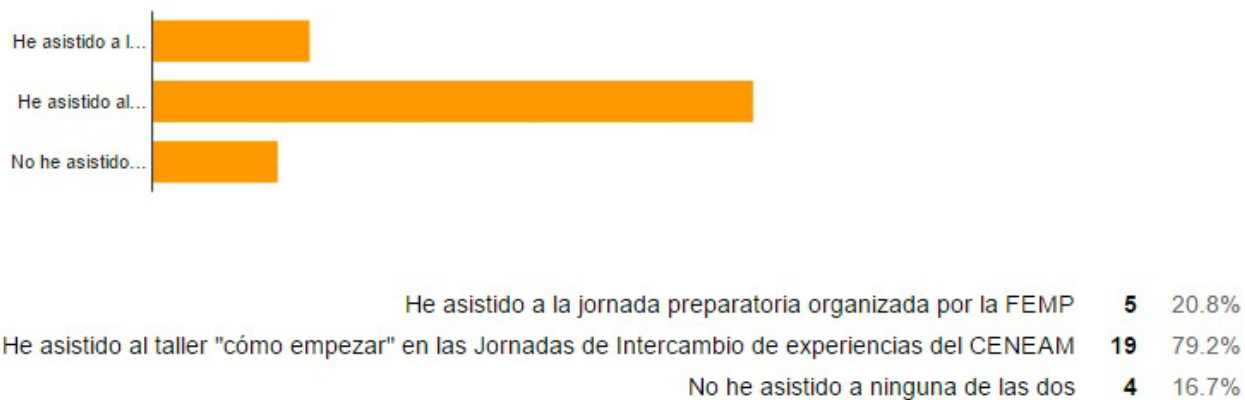 He asistido a l...
He asistido al...
No he asistido...
He asistido a la jornada preparatoria organizada por la FEMP 5 20.8%
He asistido al taller "cómo empezar" en las Jornadas de Intercambio de experiencias del CENEAM 19 79.2%
No he asistido a ninguna de las dos 4 16.7%